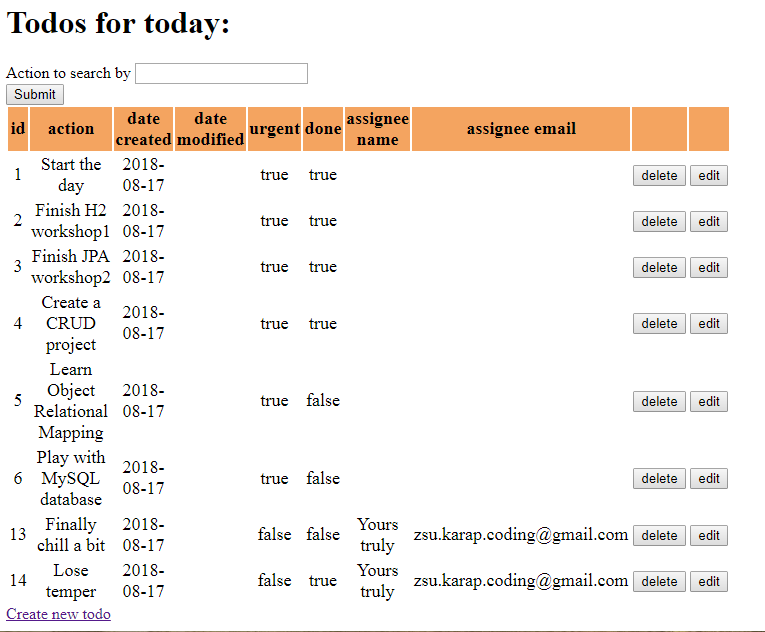 Todos for today:
Action to search by
Submit
id action date created date modified urgent done assignee name assignee email
1 Start the day 2018-08-17 true true delete edit
2 Finish H2 workshop1 2018-08-17 true true delete edit
3 Finish JPA workshop2 2018-08-17 true true delete edit
4 Create a CRUD project 2018-08-17 true true delete edit
5 Learn Object Relational Mapping 2018-08-17 true false delete edit
6 Play with MySQL database 2018-08-17 true false delete edit
13 Finally chill a bit 2018-08-17 false false Yours truly zsu.karap.coding@gmail.com delete edit
14 Lose temper 2018-08-17 false true Yours truly zsu.karap.coding@gmail.com delete edit
Create new todo